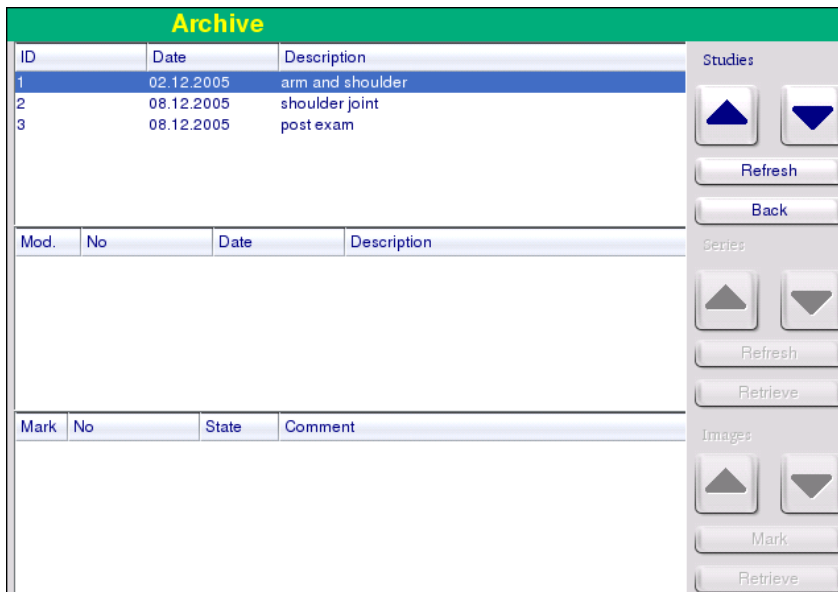 Archive
ID Date Description
1 02.12.2005 arm and shoulder
2 08.12.2005 shoulder joint
3 08.12.2005 post exam
Studies
Refresh
Back
Mod. No Date Description
Series
Refresh
Retrieve
Mark No State Comment
Images
Mark
Retrieve